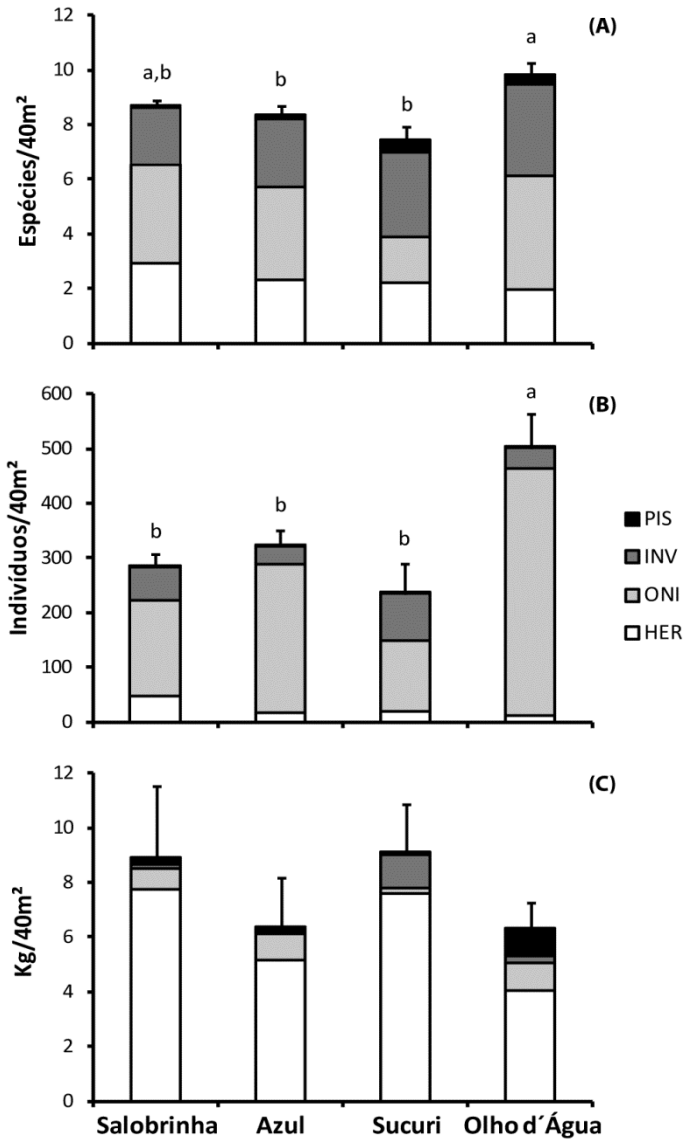 (A)
Espécies/40m²
12
10
8
6
4
2
0
a,b
b
b
a
(B)
Indivíduos/40m²
600
500
400
300
200
100
0
b
b
b
a
PIS
INV
ONI
HER
(C)
Kg/40m²
12
10
8
6
4
2
0
Salobrinha Azul Sucuri Olho d´Água